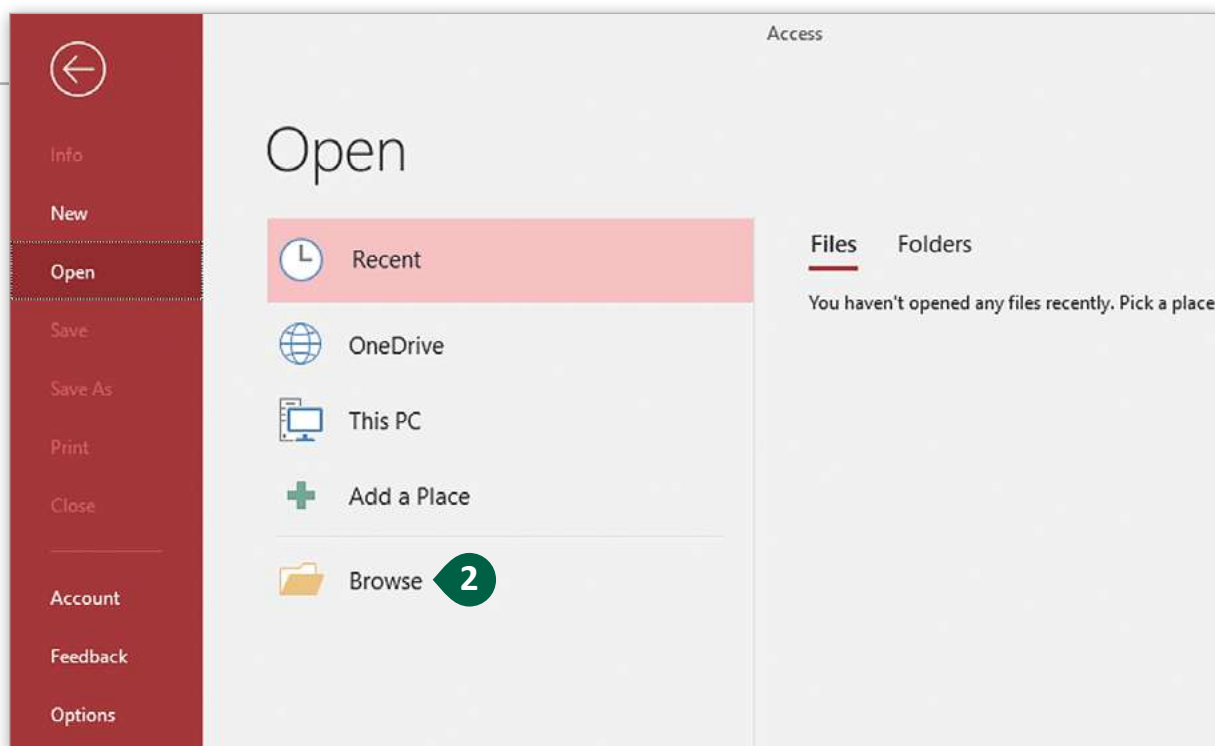 Access
Info
New
Open
Save
Save As
Print
Close
Account
Feedback
Options
Open
Recent
OneDrive
This PC
Add a Place
Browse 2
Files Folders
You haven't opened any files recently. Pick a place